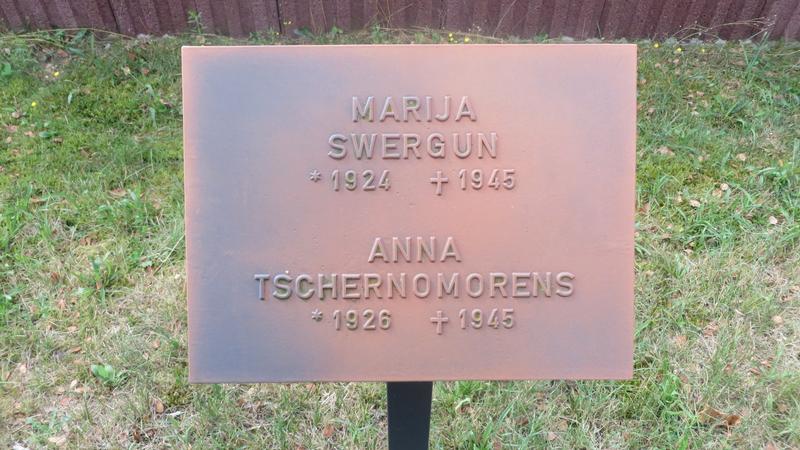 MARIJA
SWERGUN
* 1924 † 1945
ANNA
TSCHERNOMORENS
* 1926 † 1945